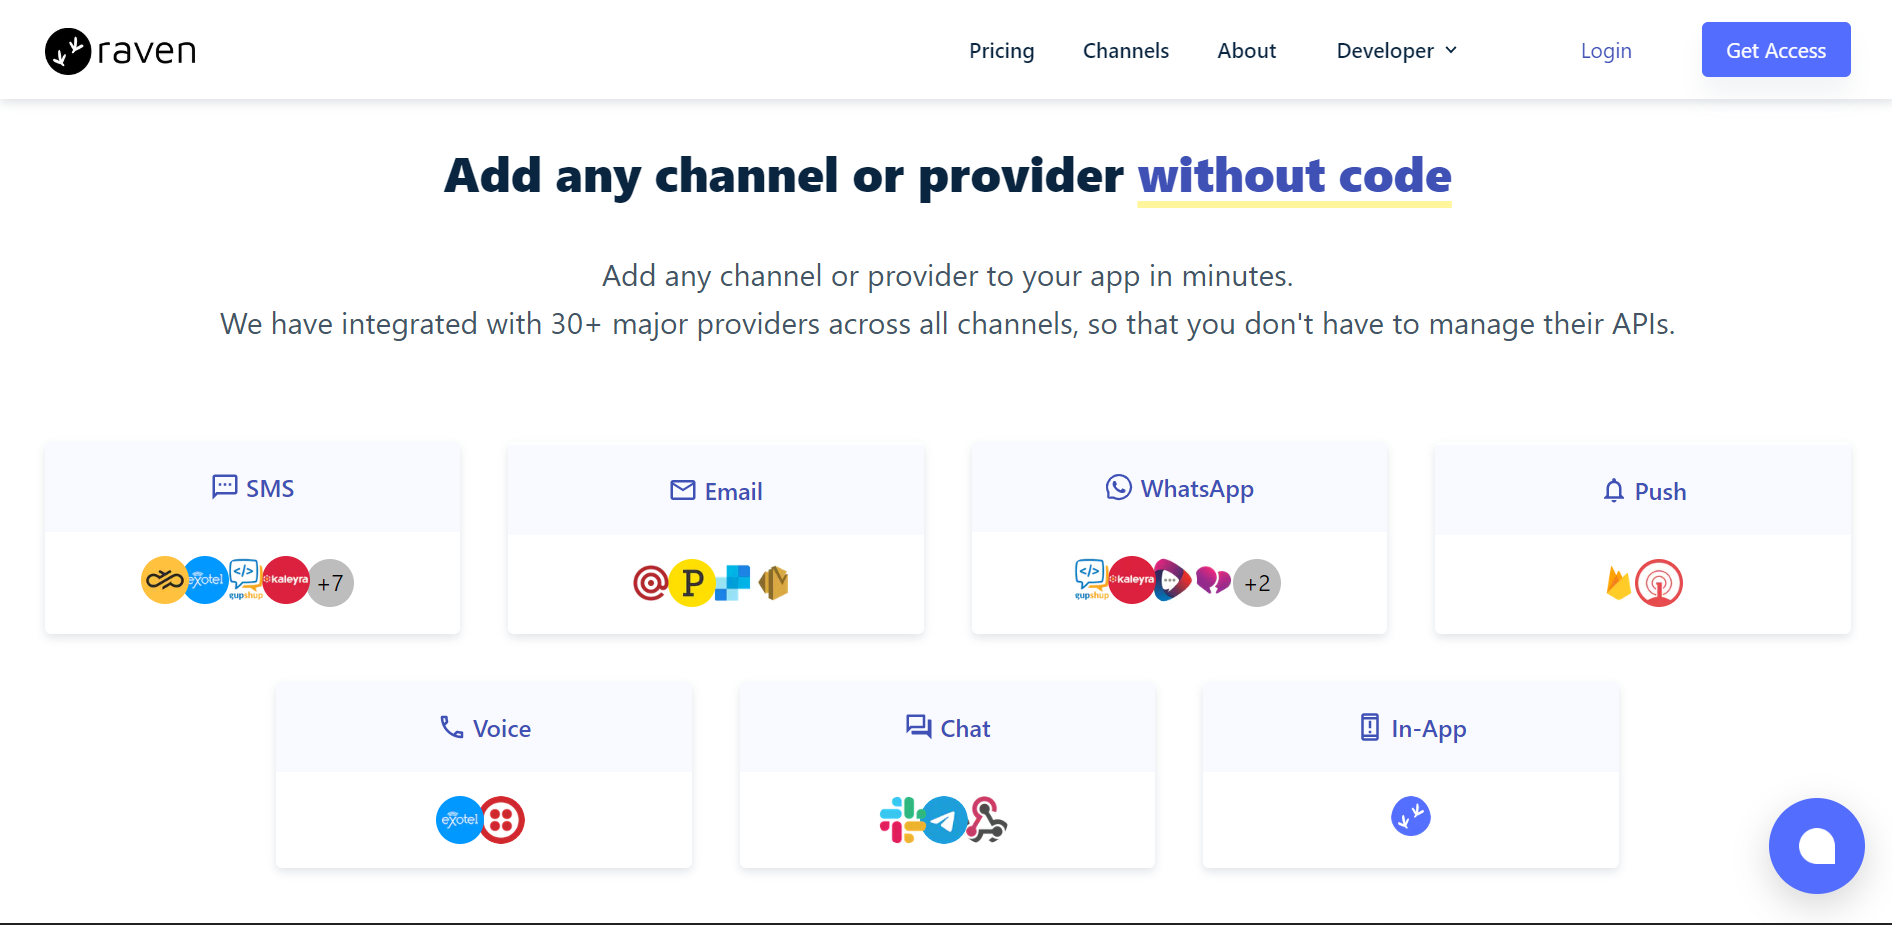 raven
Pricing
Channels
About
Developer
Login
Get Access
Add any channel or provider without code
Add any channel or provider to your app in minutes.
We have integrated with 30+ major providers across all channels, so that you don't have to manage their APIs.
SMS
Email
WhatsApp
Push
exotel
gupshup
kaleyra
+7
P
gupshup
kaleyra
+2
Voice
Chat
In-App
exotel